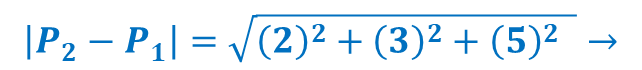 |P₂ − P₁| = √(2)² + (3)² + (5)² →